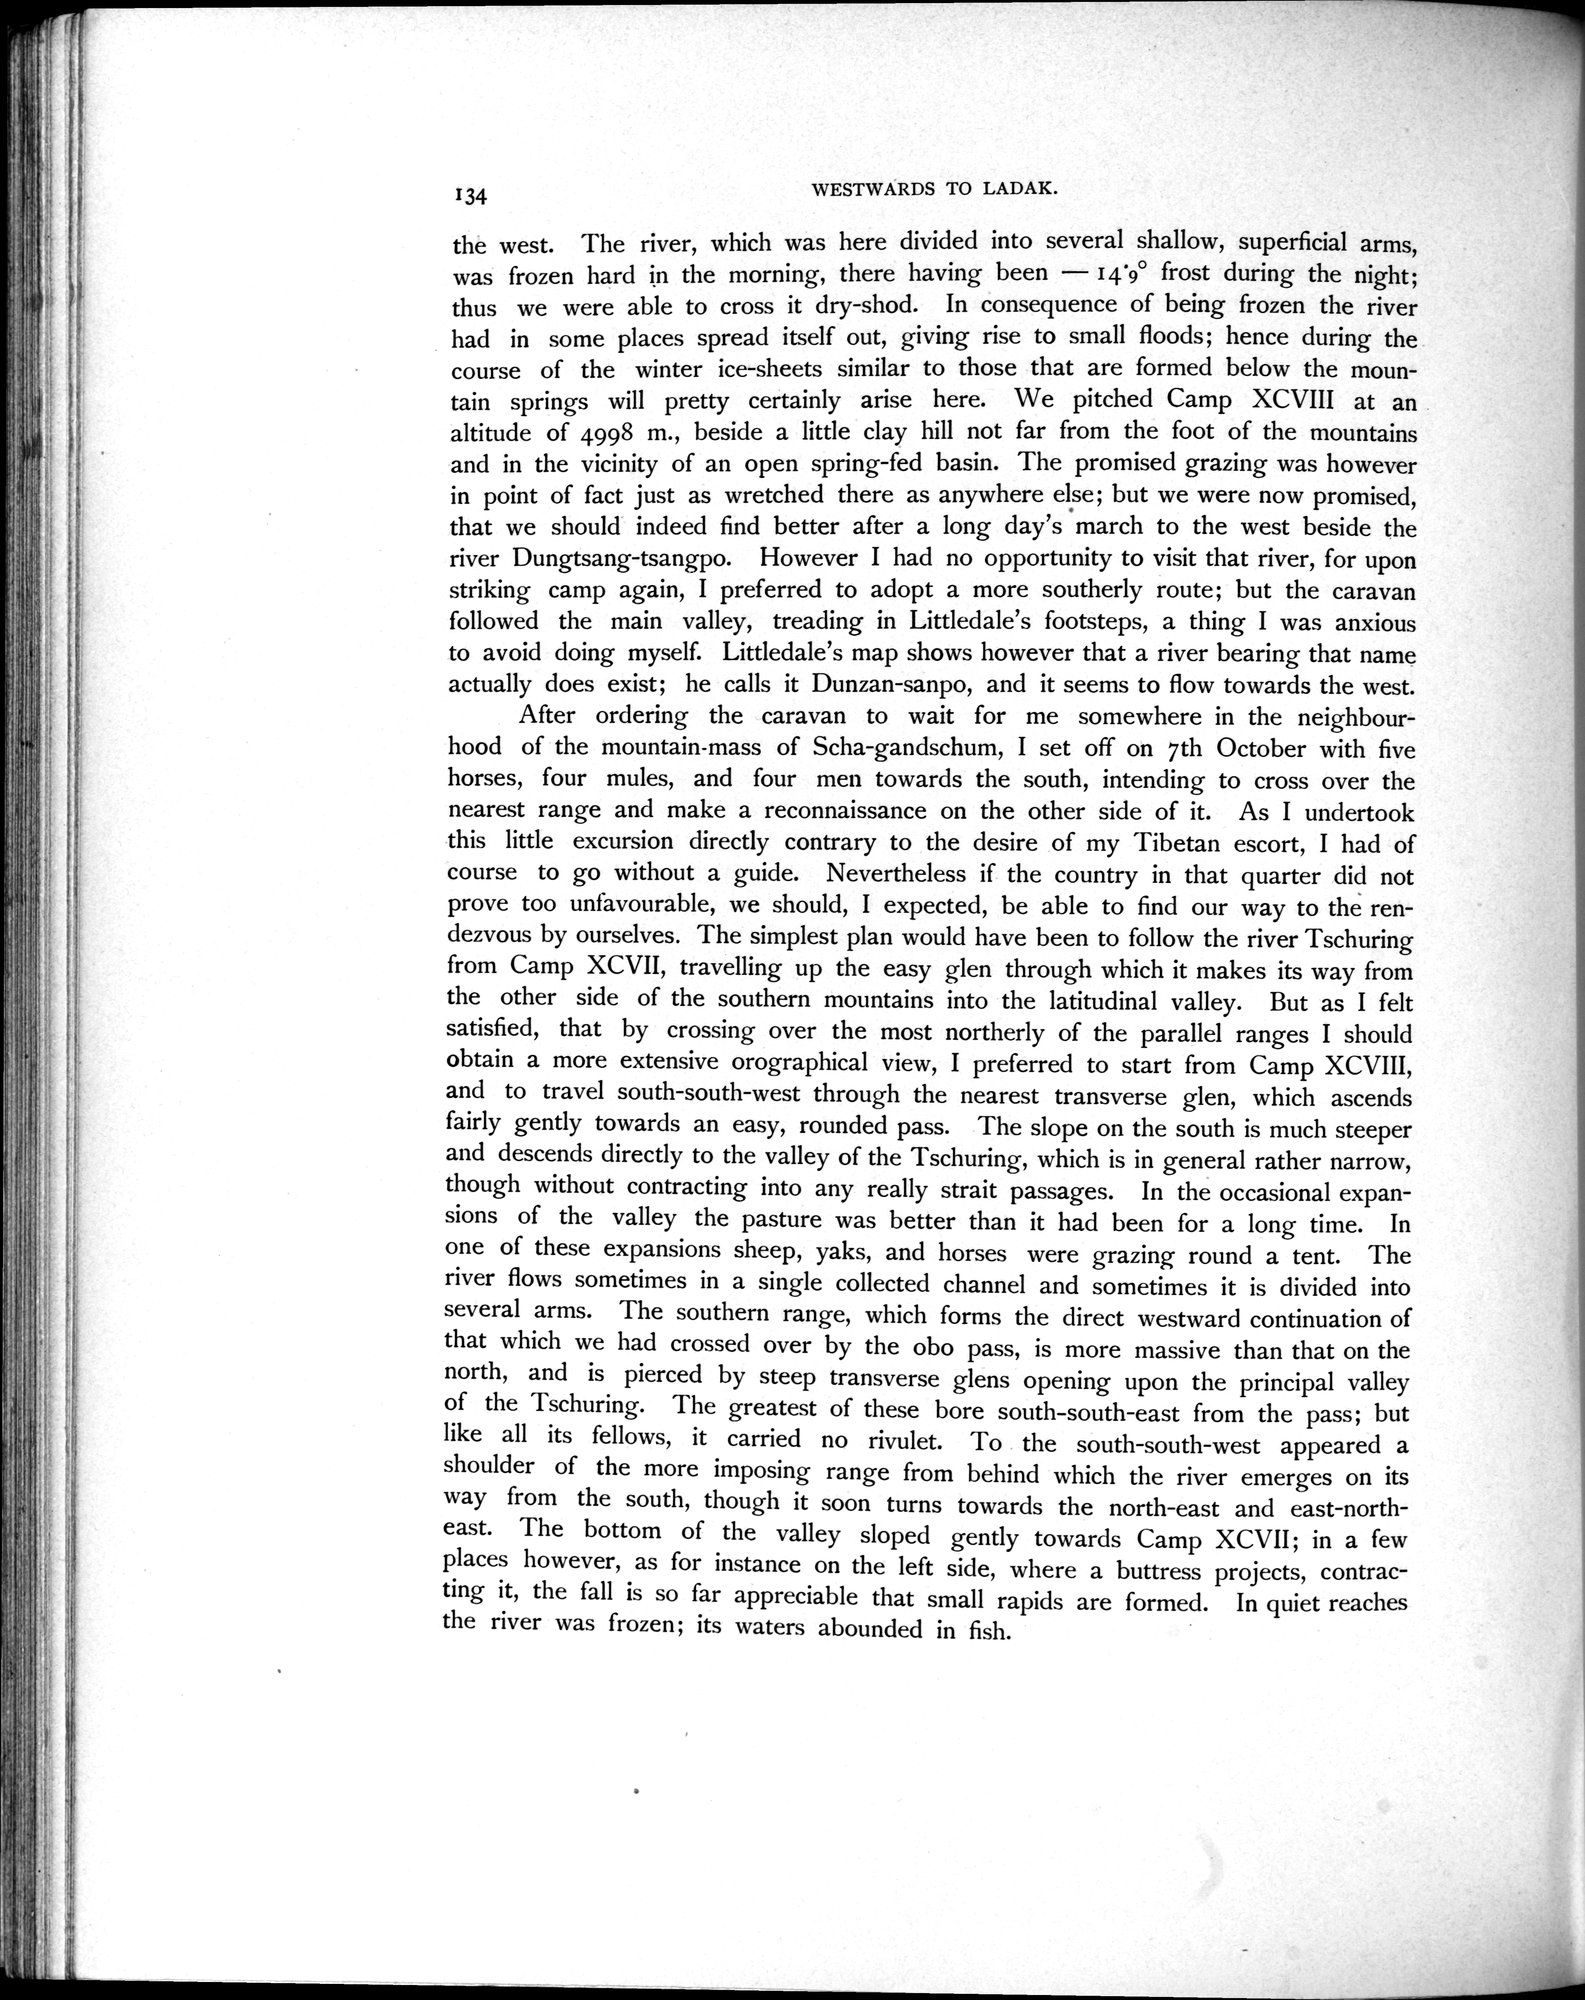 134
WESTWARDS TO LADAK.
the west. The river, which was here divided into several shallow, superficial arms,
was frozen hard in the morning, there having been — 14·9° frost during the night;
thus we were able to cross it dry-shod. In consequence of being frozen the river
had in some places spread itself out, giving rise to small floods; hence during the
course of the winter ice-sheets similar to those that are formed below the moun-
tain springs will pretty certainly arise here. We pitched Camp XCVIII at an
altitude of 4998 m., beside a little clay hill not far from the foot of the mountains
and in the vicinity of an open spring-fed basin. The promised grazing was however
in point of fact just as wretched there as anywhere else; but we were now promised,
that we should indeed find better after a long day's march to the west beside the
river Dungtsang-tsangpo. However I had no opportunity to visit that river, for upon
striking camp again, I preferred to adopt a more southerly route; but the caravan
followed the main valley, treading in Littledale's footsteps, a thing I was anxious
to avoid doing myself. Littledale's map shows however that a river bearing that name
actually does exist; he calls it Dunzan-sanpo, and it seems to flow towards the west.
After ordering the caravan to wait for me somewhere in the neighbour-
hood of the mountain-mass of Scha-gandschum, I set off on 7th October with five
horses, four mules, and four men towards the south, intending to cross over the
nearest range and make a reconnaissance on the other side of it. As I undertook
this little excursion directly contrary to the desire of my Tibetan escort, I had of
course to go without a guide. Nevertheless if the country in that quarter did not
prove too unfavourable, we should, I expected, be able to find our way to the ren-
dezvous by ourselves. The simplest plan would have been to follow the river Tschuring
from Camp XCVII, travelling up the easy glen through which it makes its way from
the other side of the southern mountains into the latitudinal valley. But as I felt
satisfied, that by crossing over the most northerly of the parallel ranges I should
obtain a more extensive orographical view, I preferred to start from Camp XCVIII,
and to travel south-south-west through the nearest transverse glen, which ascends
fairly gently towards an easy, rounded pass. The slope on the south is much steeper
and descends directly to the valley of the Tschuring, which is in general rather narrow,
though without contracting into any really strait passages. In the occasional expan-
sions of the valley the pasture was better than it had been for a long time. In
one of these expansions sheep, yaks, and horses were grazing round a tent. The
river flows sometimes in a single collected channel and sometimes it is divided into
several arms. The southern range, which forms the direct westward continuation of
that which we had crossed over by the obo pass, is more massive than that on the
north, and is pierced by steep transverse glens opening upon the principal valley
of the Tschuring. The greatest of these bore south-south-east from the pass; but
like all its fellows, it carried no rivulet. To the south-south-west appeared a
shoulder of the more imposing range from behind which the river emerges on its
way from the south, though it soon turns towards the north-east and east-north-
east. The bottom of the valley sloped gently towards Camp XCVII; in a few
places however, as for instance on the left side, where a buttress projects, contrac-
ting it, the fall is so far appreciable that small rapids are formed. In quiet reaches
the river was frozen; its waters abounded in fish.